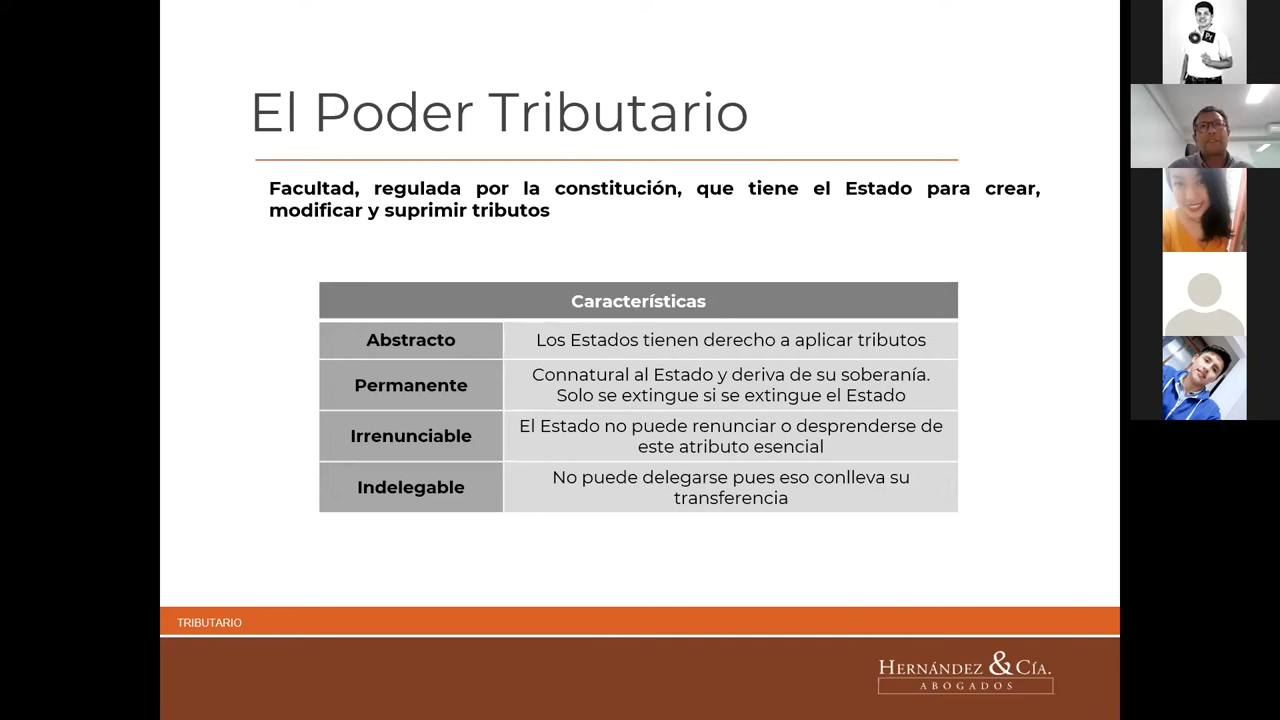 El Poder Tributario
Facultad, regulada por la constitución, que tiene el Estado para crear,
modificar y suprimir tributos
Características
Abstracto
Los Estados tienen derecho a aplicar tributos
Permanente
Connatural al Estado y deriva de su soberanía.
Solo se extingue si se extingue el Estado
Irrenunciable
El Estado no puede renunciar o desprenderse de
este atributo esencial
Indelegable
No puede delegarse pues eso conlleva su
transferencia
TRIBUTARIO
HERNÁNDEZ & CÍA.
ABOGADOS
Pr